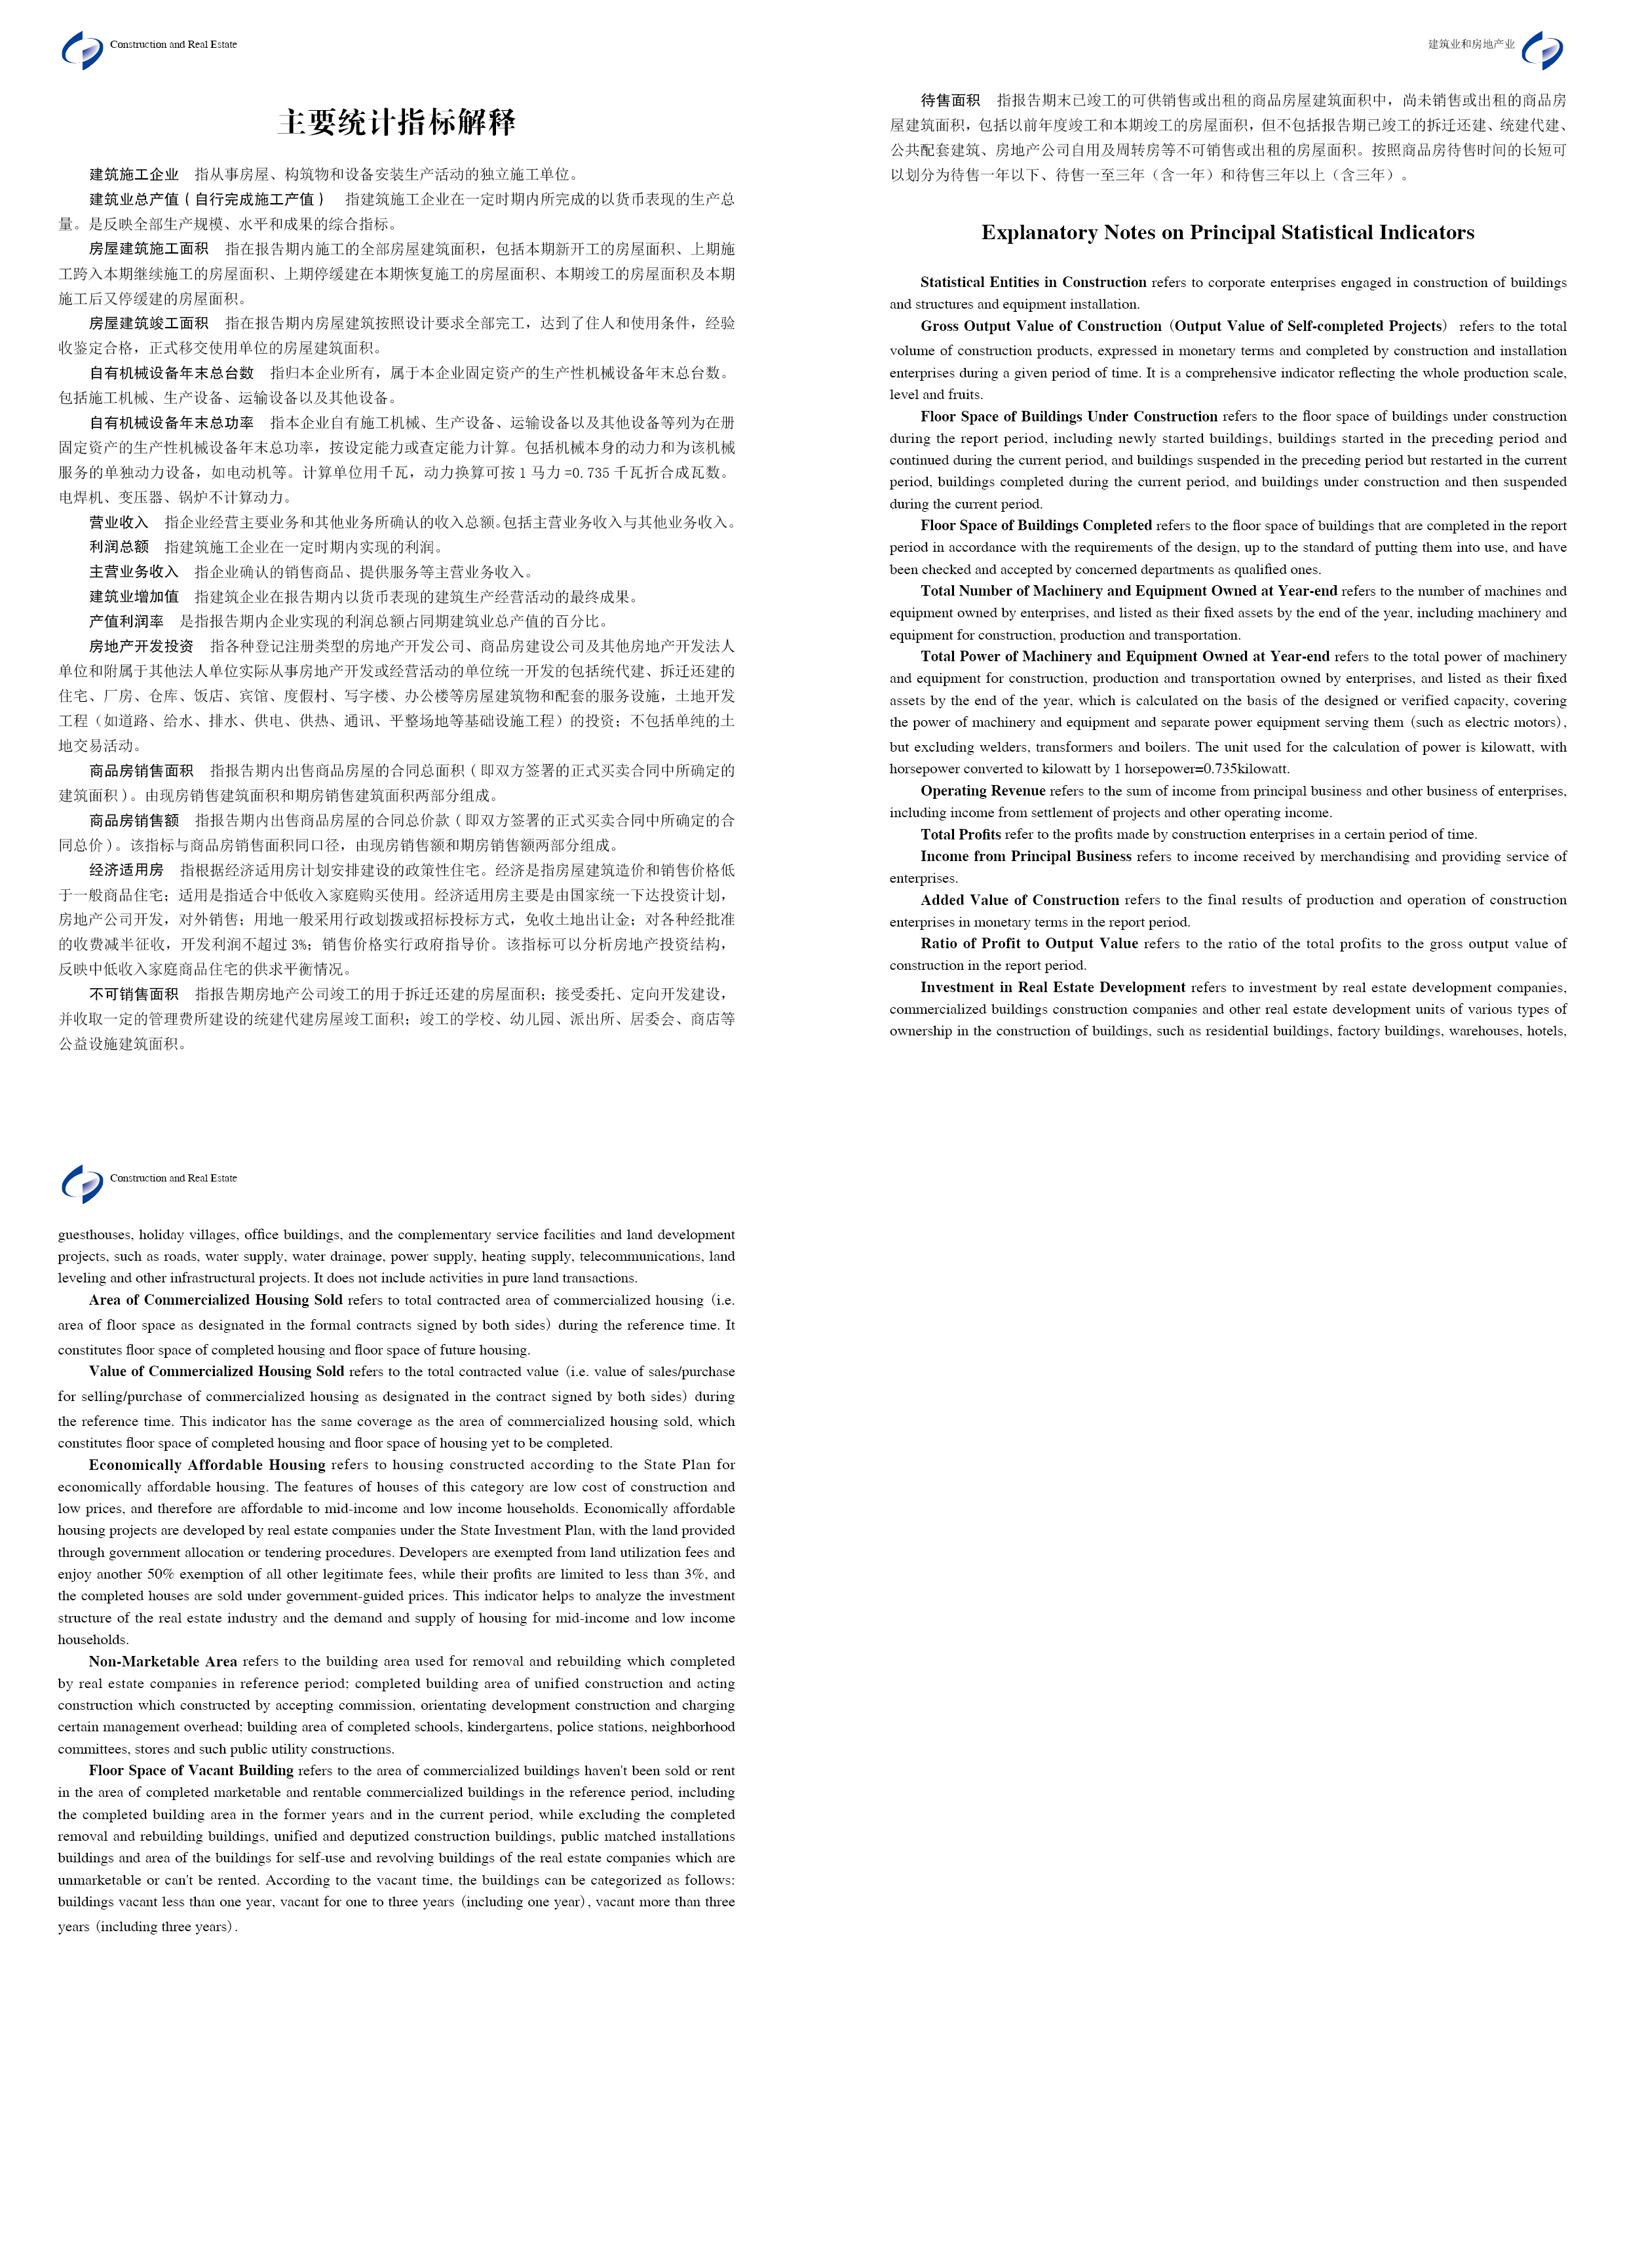 Construction and Real Estate
主要统计指标解释
建筑施工企业 指从事房屋、构筑物和设备安装生产活动的独立施工单位。
建筑业总产值（自行完成施工产值） 指建筑施工企业在一定时期内所完成的以货币表现的生产总
量。是反映全部生产规模、水平和成果的综合指标。
房屋建筑施工面积 指在报告期内施工的全部房屋建筑面积，包括本期新开工的房屋面积、上期施
工跨入本期继续施工的房屋面积、上期停缓建在本期恢复施工的房屋面积、本期竣工的房屋面积及本期
施工后又停缓建的房屋面积。
房屋建筑竣工面积 指在报告期内房屋建筑按照设计要求全部完工，达到了住人和使用条件，经验
收鉴定合格，正式移交使用单位的房屋建筑面积。
自有机械设备年末总台数 指归本企业所有，属于本企业固定资产的生产性机械设备年末总台数。
包括施工机械、生产设备、运输设备以及其他设备。
自有机械设备年末总功率 指本企业自有施工机械、生产设备、运输设备以及其他设备等列为在册
固定资产的生产性机械设备年末总功率，按设定能力或查定能力计算。包括机械本身的动力和为该机械
服务的单独动力设备，如电动机等。计算单位用千瓦，动力换算可按 1 马力 =0.735 千瓦折合成瓦数。
电焊机、变压器、锅炉不计算动力。
营业收入 指企业经营主要业务和其他业务所确认的收入总额。包括主营业务收入与其他业务收入。
利润总额 指建筑施工企业在一定时期内实现的利润。
主营业务收入 指企业确认的销售商品、提供服务等主营业务收入。
建筑业增加值 指建筑企业在报告期内以货币表现的建筑生产经营活动的最终成果。
产值利润率 是指报告期内企业实现的利润总额占同期建筑业总产值的百分比。
房地产开发投资 指各种登记注册类型的房地产开发公司、商品房建设公司及其他房地产开发法人
单位和附属于其他法人单位实际从事房地产开发或经营活动的单位统一开发的包括统代建、拆迁还建的
住宅、厂房、仓库、饭店、宾馆、度假村、写字楼、办公楼等房屋建筑物和配套的服务设施，土地开发
工程（如道路、给水、排水、供电、供热、通讯、平整场地等基础设施工程）的投资；不包括单纯的土
地交易活动。
商品房销售面积 指报告期内出售商品房屋的合同总面积 ( 即双方签署的正式买卖合同中所确定的
建筑面积 )。由现房销售建筑面积和期房销售建筑面积两部分组成。
商品房销售额 指报告期内出售商品房屋的合同总价款 ( 即双方签署的正式买卖合同中所确定的合
同总价 )。该指标与商品房销售面积同口径，由现房销售额和期房销售额两部分组成。
经济适用房 指根据经济适用房计划安排建设的政策性住宅。经济是指房屋建筑造价和销售价格低
于一般商品住宅；适用是指适合中低收入家庭购买使用。经济适用房主要是由国家统一下达投资计划，
房地产公司开发，对外销售；用地一般采用行政划拨或招标投标方式，免收土地出让金；对各种经批准
的收费减半征收，开发利润不超过 3%；销售价格实行政府指导价。该指标可以分析房地产投资结构，
反映中低收入家庭商品住宅的供求平衡情况。
不可销售面积 指报告期房地产公司竣工的用于拆迁还建的房屋面积；接受委托、定向开发建设，
并收取一定的管理费所建设的统建代建房屋竣工面积；竣工的学校、幼儿园、派出所、居委会、商店等
公益设施建筑面积。
建筑业和房地产业
待售面积 指报告期末已竣工的可供销售或出租的商品房屋建筑面积中，尚未销售或出租的商品房
屋建筑面积，包括以前年度竣工和本期竣工的房屋面积，但不包括报告期已竣工的拆迁还建、统建代建、
公共配套建筑、房地产公司自用及周转房等不可销售或出租的房屋面积。按照商品房待售时间的长短可
以划分为待售一年以下、待售一至三年（含一年）和待售三年以上（含三年）。
Explanatory Notes on Principal Statistical Indicators
Statistical Entities in Construction refers to corporate enterprises engaged in construction of buildings
and structures and equipment installation.
Gross Output Value of Construction (Output Value of Self-completed Projects) refers to the total
volume of construction products, expressed in monetary terms and completed by construction and installation
enterprises during a given period of time. It is a comprehensive indicator reflecting the whole production scale,
level and fruits.
Floor Space of Buildings Under Construction refers to the floor space of buildings under construction
during the report period, including newly started buildings, buildings started in the preceding period and
continued during the current period, and buildings suspended in the preceding period but restarted in the current
period, buildings completed during the current period, and buildings under construction and then suspended
during the current period.
Floor Space of Buildings Completed refers to the floor space of buildings that are completed in the report
period in accordance with the requirements of the design, up to the standard of putting them into use, and have
been checked and accepted by concerned departments as qualified ones.
Total Number of Machinery and Equipment Owned at Year-end refers to the number of machines and
equipment owned by enterprises, and listed as their fixed assets by the end of the year, including machinery and
equipment for construction, production and transportation.
Total Power of Machinery and Equipment Owned at Year-end refers to the total power of machinery
and equipment for construction, production and transportation owned by enterprises, and listed as their fixed
assets by the end of the year, which is calculated on the basis of the designed or verified capacity, covering
the power of machinery and equipment and separate power equipment serving them (such as electric motors),
but excluding welders, transformers and boilers. The unit used for the calculation of power is kilowatt, with
horsepower converted to kilowatt by 1 horsepower=0.735kilowatt.
Operating Revenue refers to the sum of income from principal business and other business of enterprises,
including income from settlement of projects and other operating income.
Total Profits refer to the profits made by construction enterprises in a certain period of time.
Income from Principal Business refers to income received by merchandising and providing service of
enterprises.
Added Value of Construction refers to the final results of production and operation of construction
enterprises in monetary terms in the report period.
Ratio of Profit to Output Value refers to the ratio of the total profits to the gross output value of
construction in the report period.
Investment in Real Estate Development refers to investment by real estate development companies,
commercialized buildings construction companies and other real estate development units of various types of
ownership in the construction of buildings, such as residential buildings, factory buildings, warehouses, hotels,
Construction and Real Estate
guesthouses, holiday villages, office buildings, and the complementary service facilities and land development
projects, such as roads, water supply, water drainage, power supply, heating supply, telecommunications, land
leveling and other infrastructural projects. It does not include activities in pure land transactions.
Area of Commercialized Housing Sold refers to total contracted area of commercialized housing (i.e.
area of floor space as designated in the formal contracts signed by both sides) during the reference time. It
constitutes floor space of completed housing and floor space of future housing.
Value of Commercialized Housing Sold refers to the total contracted value (i.e. value of sales/purchase
for selling/purchase of commercialized housing as designated in the contract signed by both sides) during
the reference time. This indicator has the same coverage as the area of commercialized housing sold, which
constitutes floor space of completed housing and floor space of housing yet to be completed.
Economically Affordable Housing refers to housing constructed according to the State Plan for
economically affordable housing. The features of houses of this category are low cost of construction and
low prices, and therefore are affordable to mid-income and low income households. Economically affordable
housing projects are developed by real estate companies under the State Investment Plan, with the land provided
through government allocation or tendering procedures. Developers are exempted from land utilization fees and
enjoy another 50% exemption of all other legitimate fees, while their profits are limited to less than 3%, and
the completed houses are sold under government-guided prices. This indicator helps to analyze the investment
structure of the real estate industry and the demand and supply of housing for mid-income and low income
households.
Non-Marketable Area refers to the building area used for removal and rebuilding which completed
by real estate companies in reference period; completed building area of unified construction and acting
construction which constructed by accepting commission, orientating development construction and charging
certain management overhead; building area of completed schools, kindergartens, police stations, neighborhood
committees, stores and such public utility constructions.
Floor Space of Vacant Building refers to the area of commercialized buildings haven't been sold or rent
in the area of completed marketable and rentable commercialized buildings in the reference period, including
the completed building area in the former years and in the current period, while excluding the completed
removal and rebuilding buildings, unified and deputized construction buildings, public matched installations
buildings and area of the buildings for self-use and revolving buildings of the real estate companies which are
unmarketable or can't be rented. According to the vacant time, the buildings can be categorized as follows:
buildings vacant less than one year, vacant for one to three years (including one year), vacant more than three
years (including three years).